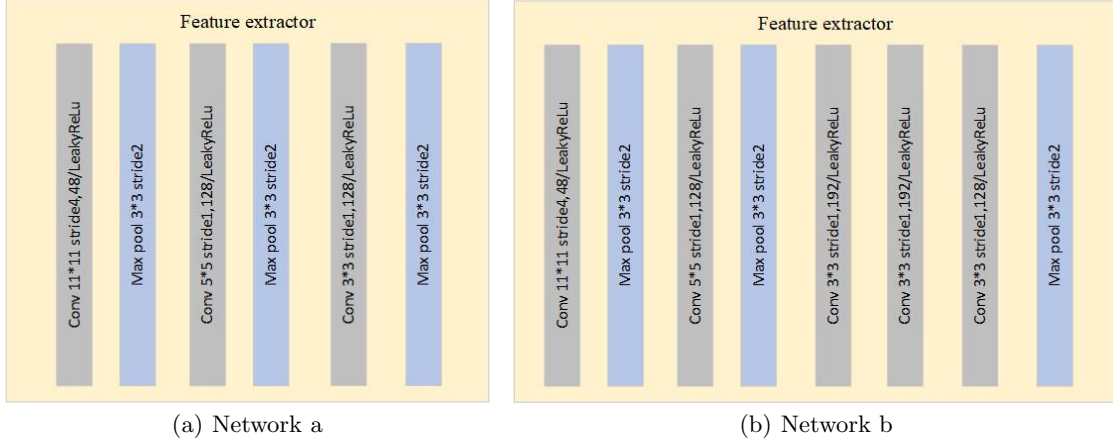 Feature extractor
Conv 11*11 stride4,48/LeakyReLu
Max pool 3*3 stride2
Conv 5*5 stride1,128/LeakyReLu
Max pool 3*3 stride2
Conv 3*3 stride1,128/LeakyReLu
Max pool 3*3 stride2
(a) Network a
Feature extractor
Conv 11*11 stride4,48/LeakyReLu
Max pool 3*3 stride2
Conv 5*5 stride1,128/LeakyReLu
Max pool 3*3 stride2
Conv 3*3 stride1,192/LeakyReLu
Conv 3*3 stride1,192/LeakyReLu
Conv 3*3 stride1,128/LeakyReLu
Max pool 3*3 stride2
(b) Network b